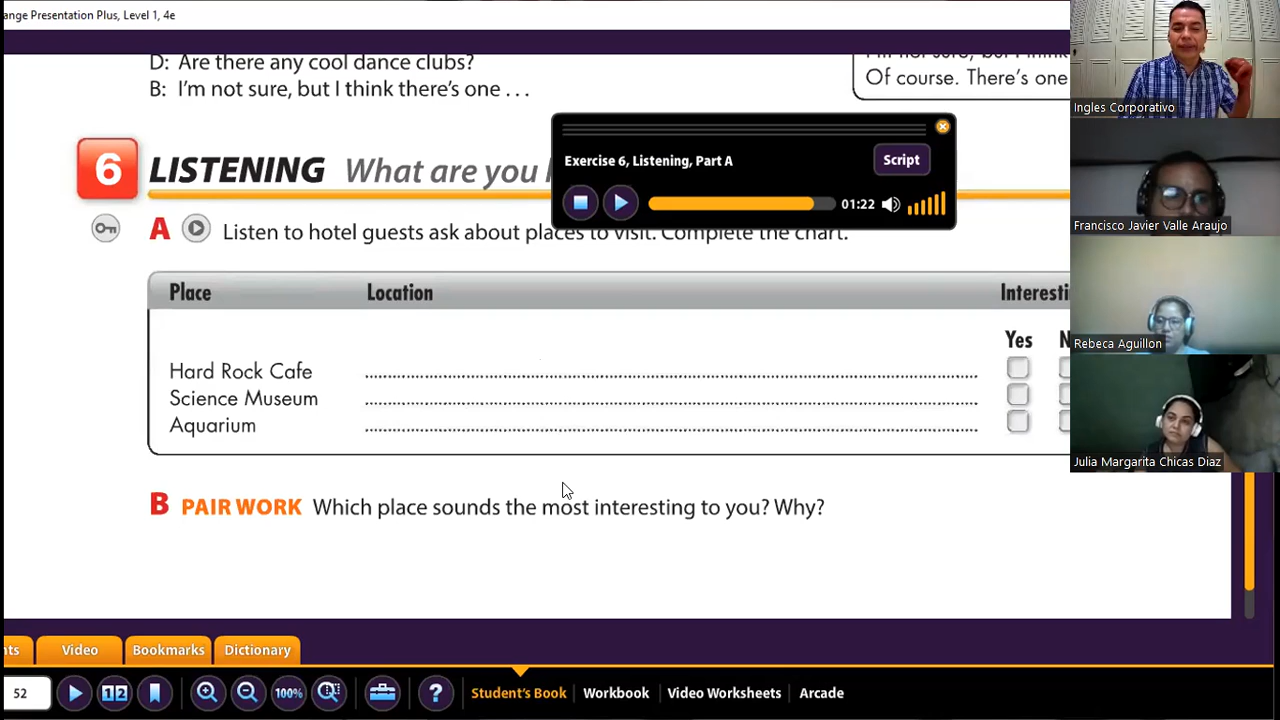 ange Presentation Plus, Level 1, 4e
D: Are there any cool dance clubs?
B: I'm not sure, but I think there's one . . .
Of course. There's one
6 LISTENING What are you
Exercise 6, Listening, Part A
Script
01:22
A Listen to hotel guests ask about places to visit. Complete the chart.
Place Location Interesti
Yes N
Hard Rock Cafe
Science Museum
Aquarium
B PAIR WORK Which place sounds the most interesting to you? Why?
Ingles Corporativo
Francisco Javier Valle Araujo
Rebeca Aguillon
Julia Margarita Chicas Diaz
nts Video Bookmarks Dictionary
52 12 100% ? Student's Book Workbook Video Worksheets Arcade